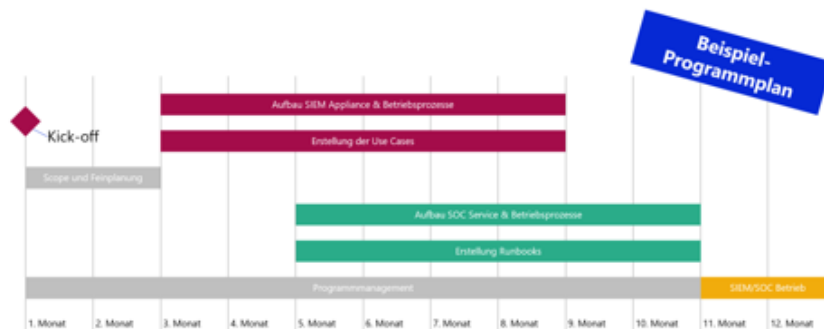 Beispiel-
Programmplan
Aufbau SIEM Appliance & Betriebsprozesse
Kick-off
Erstellung der Use Cases
Scope und Feinplanung
Aufbau SOC Service & Betriebsprozesse
Erstellung Runbooks
Programmmanagement
SIEM/SOC Betrieb
1. Monat
2. Monat
3. Monat
4. Monat
5. Monat
6. Monat
7. Monat
8. Monat
9. Monat
10. Monat
11. Monat
12. Monat